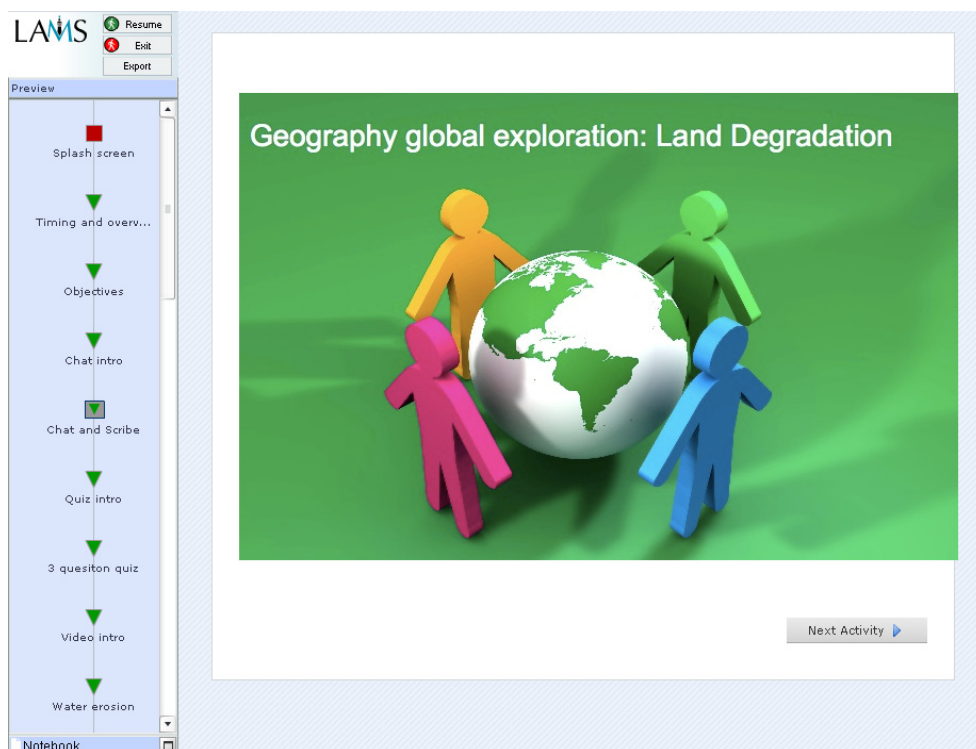 LAMS
Resume
Exit
Export
Preview
Splash screen
Timing and overv...
Objectives
Chat intro
Chat and Scribe
Quiz intro
3 quesiton quiz
Video intro
Water erosion
Notebook
Geography global exploration: Land Degradation
Next Activity